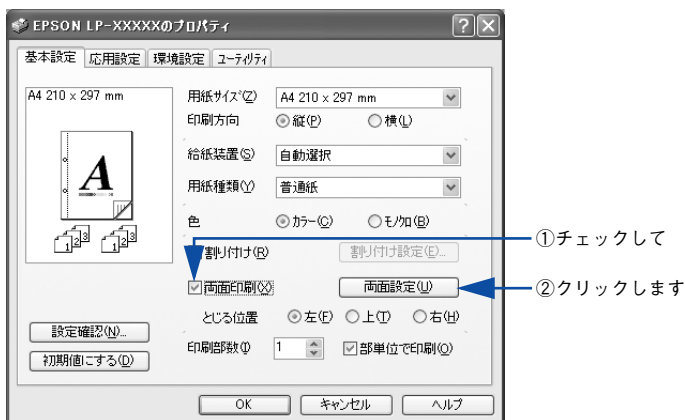 EPSON LP-XXXXXのプロパティ
基本設定 応用設定 環境設定 ユーティリティ
A4 210 x 297 mm
用紙サイズ(Z) A4 210 x 297 mm
印刷方向 縦(P) 横(L)
給紙装置(S) 自動選択
A
用紙種類(Y) 普通紙
色 カラー(C) モノクロ(B)
1 2 3 1 2 3
割り付け(R) 割り付け設定(E)...
①チェックして
両面印刷(X) 両面設定(U)
②クリックします
とじる位置 左(F) 上(T) 右(H)
設定確認(N)...
印刷部数(I) 1 部単位で印刷(O)
初期値にする(D)
OK キャンセル ヘルプ